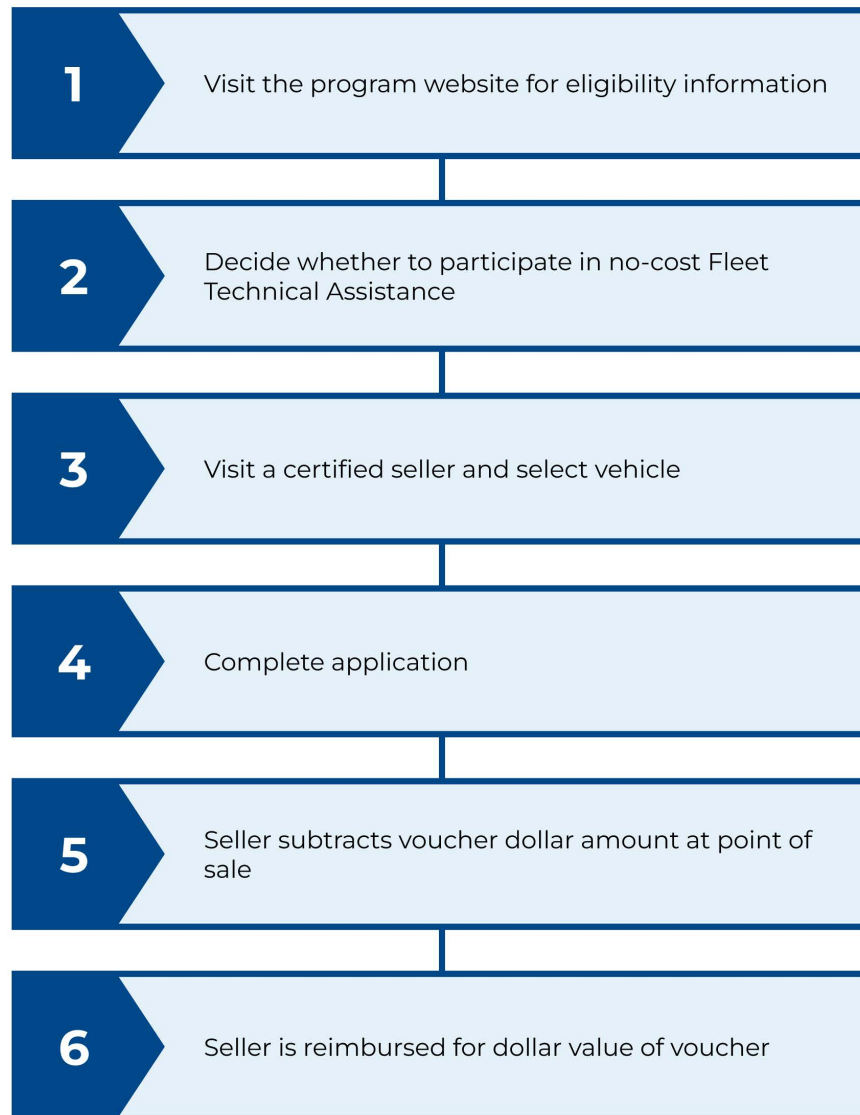 1
Visit the program website for eligibility information
2
Decide whether to participate in no-cost Fleet
Technical Assistance
3
Visit a certified seller and select vehicle
4
Complete application
5
Seller subtracts voucher dollar amount at point of
sale
6
Seller is reimbursed for dollar value of voucher